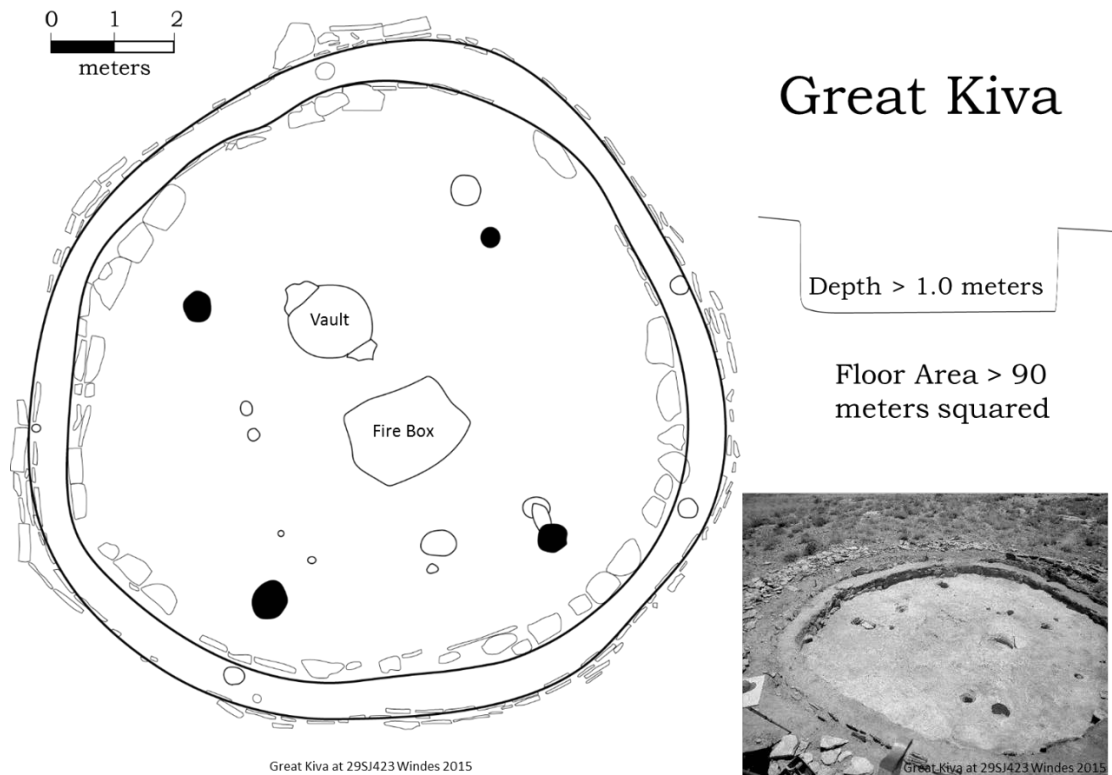 0 1 2
meters
Great Kiva
Depth > 1.0 meters
Vault
Floor Area > 90
meters squared
Fire Box
Great Kiva at 29SJ423 Windes 2015
Great Kiva at 29SJ423 Windes 2015